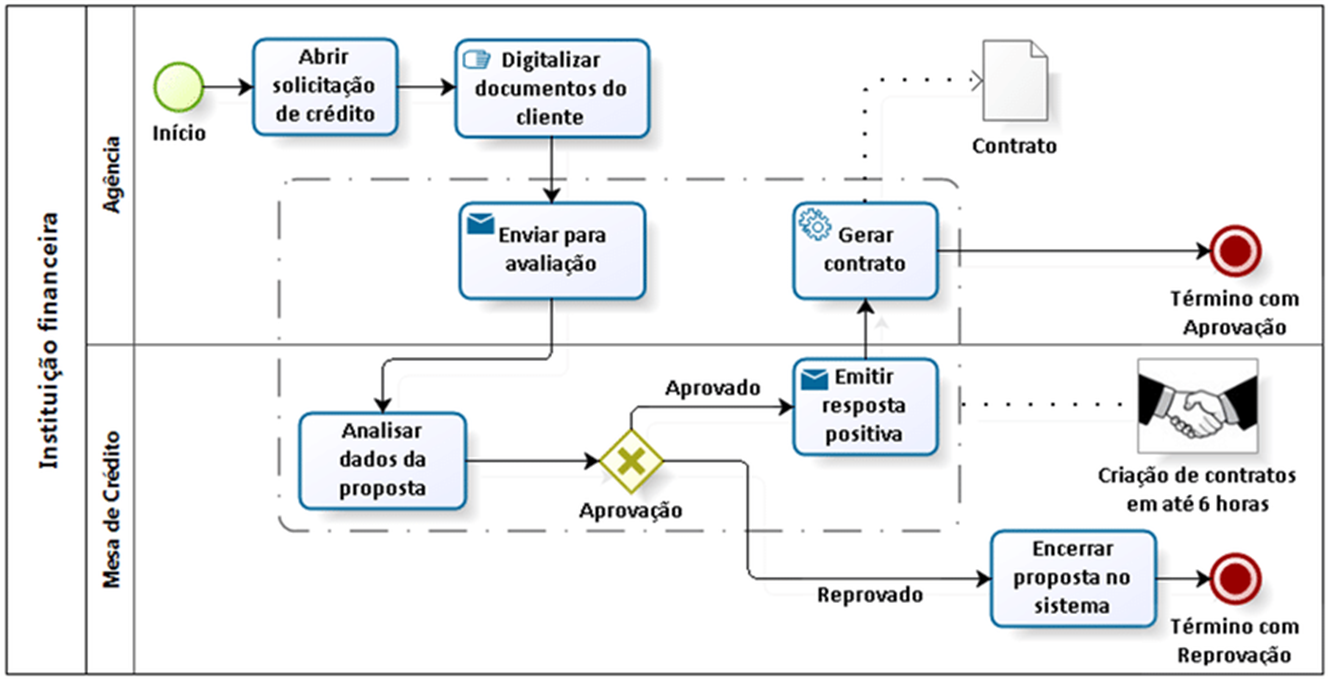 Instituição financeira
Agência
Início
Abrir
solicitação
de crédito
Digitalizar
documentos do
cliente
Contrato
Enviar para
avaliação
Gerar
contrato
Término com
Aprovação
Mesa de Crédito
Analisar
dados da
proposta
Aprovação
Aprovado
Emitir
resposta
positiva
Criação de contratos
em até 6 horas
Reprovado
Encerrar
proposta no
sistema
Término com
Reprovação